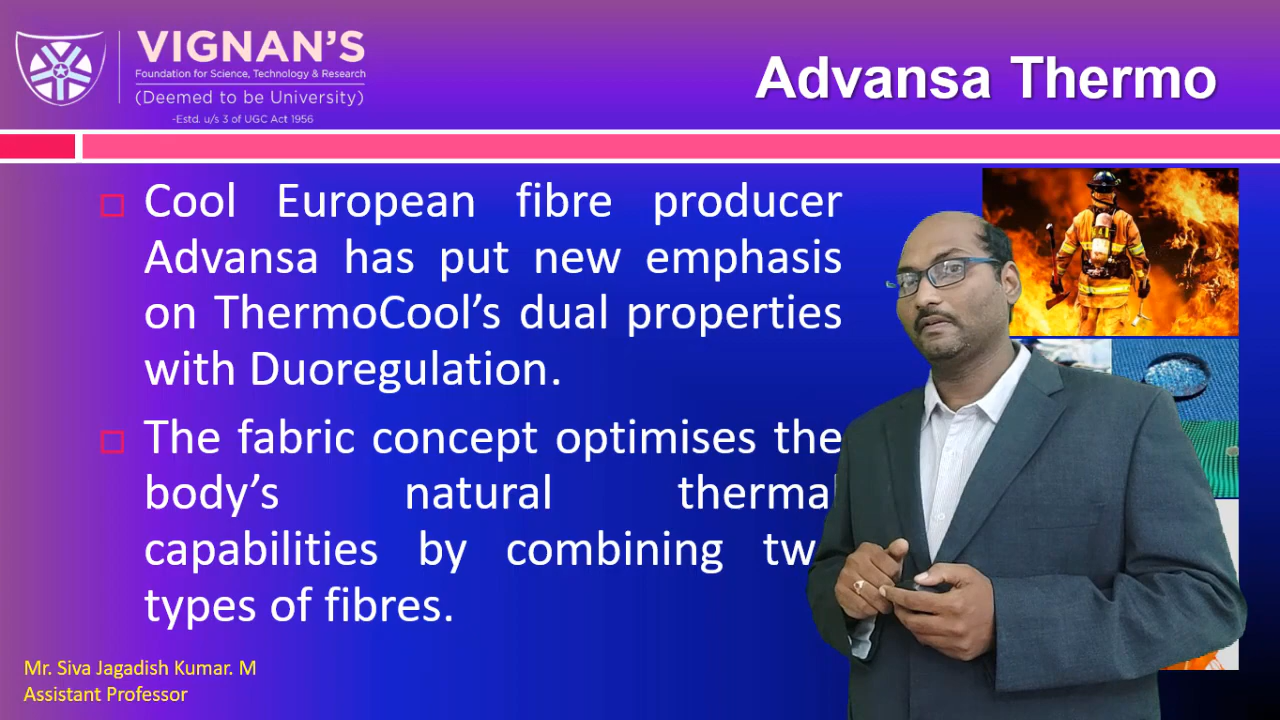 VIGNAN'S
Foundation for Science, Technology & Research
(Deemed to be University)
-Estd. u/s 3 of UGC Act 1956
Advansa Thermo
Cool European fibre producer
Advansa has put new emphasis
on ThermoCool's dual properties
with Duoregulation.
The fabric concept optimises the
body's natural thermal
capabilities by combining
types of fibres.
Mr. Siva Jagadish Kumar. M
Assistant Professor